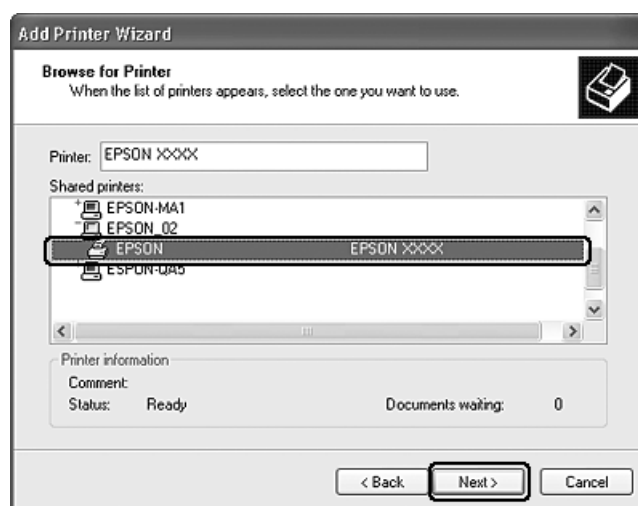 Add Printer Wizard
Browse for Printer
When the list of printers appears, select the one you want to use.
Printer: EPSON XXXX
Shared printers:
EPSON-MA1
EPSON_02
EPSON EPSON XXXX
ESPON-QA5
Printer information
Comment:
Status: Ready Documents waiting: 0
< Back Next > Cancel